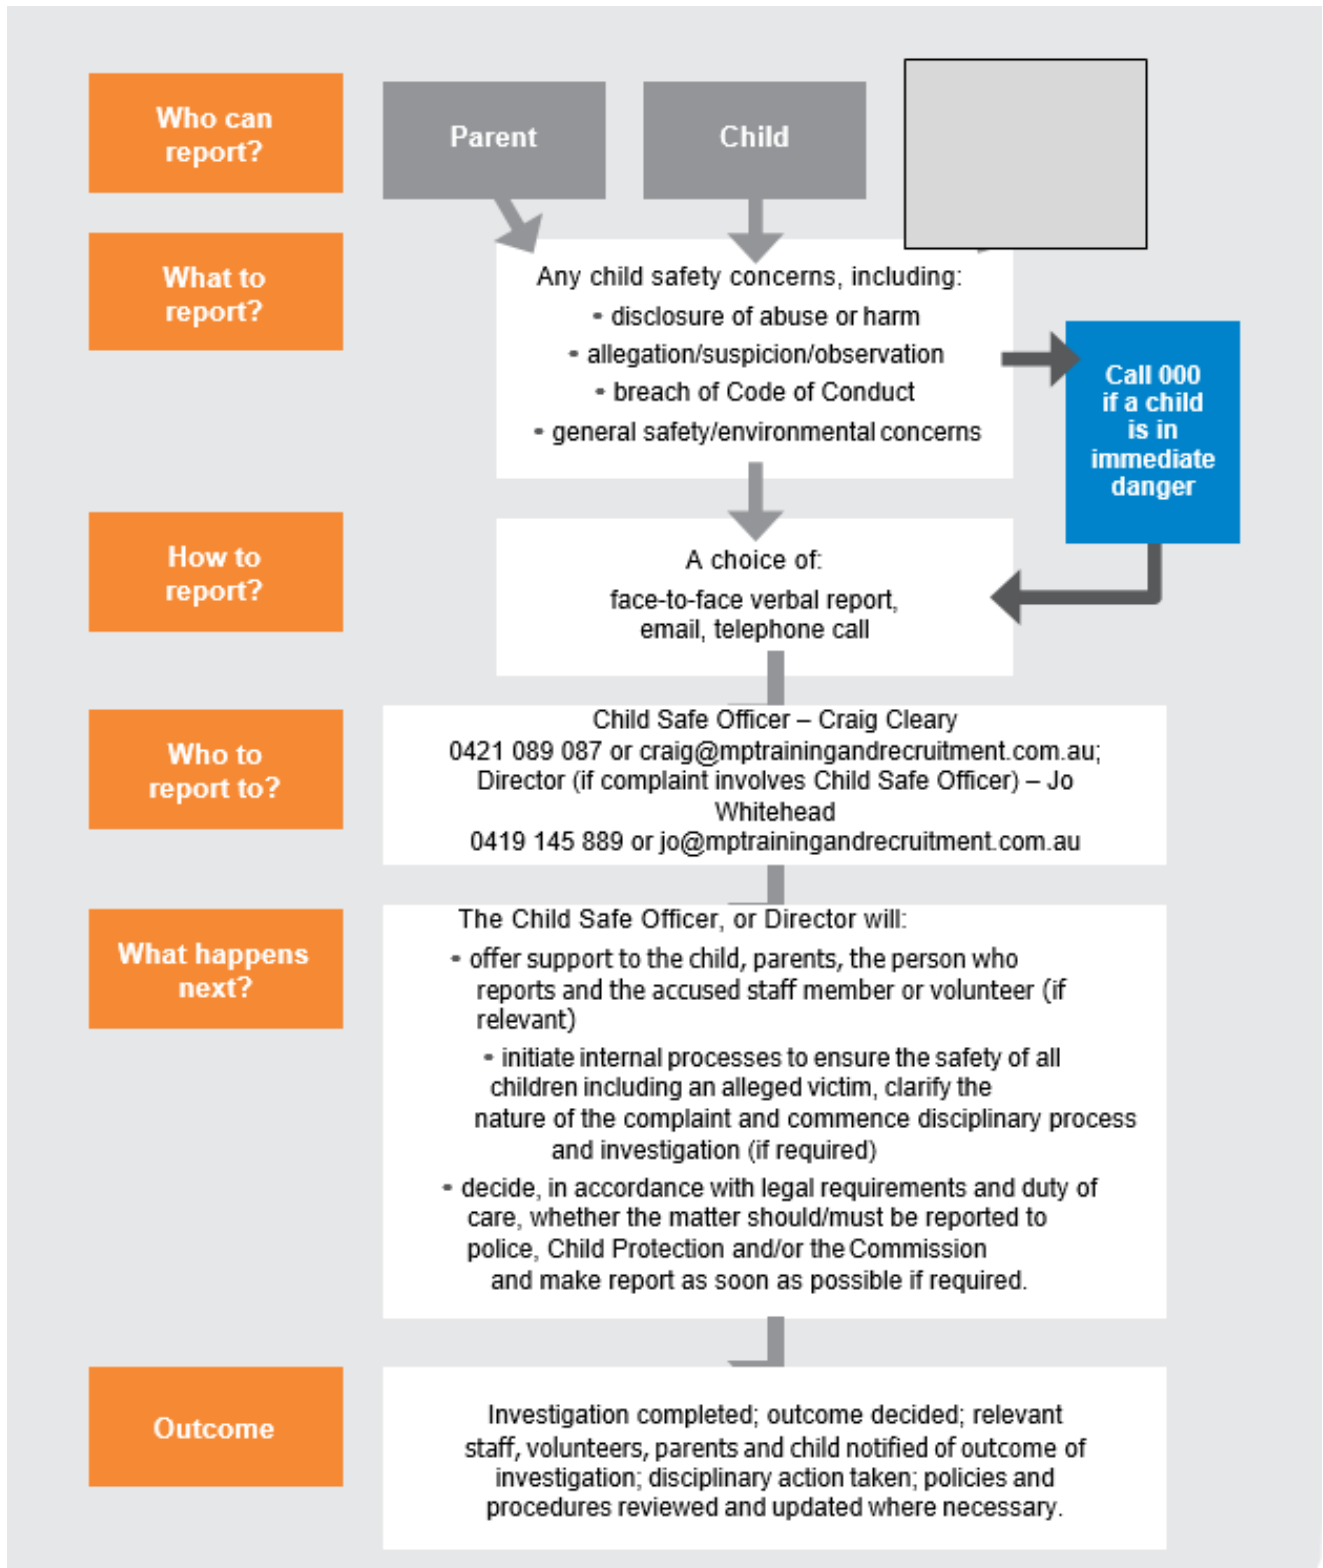 Who can
report?
Parent
Child
What to
report?
Any child safety concerns, including:
• disclosure of abuse or harm
• allegation/suspicion/observation
• breach of Code of Conduct
• general safety/environmental concerns
Call 000
if a child
is in
immediate
danger
How to
report?
A choice of:
face-to-face verbal report,
email, telephone call
Who to
report to?
Child Safe Officer – Craig Cleary
0421 089 087 or craig@mptrainingandrecruitment.com.au;
Director (if complaint involves Child Safe Officer) – Jo
Whitehead
0419 145 889 or jo@mptrainingandrecruitment.com.au
What happens
next?
The Child Safe Officer, or Director will:
• offer support to the child, parents, the person who
reports and the accused staff member or volunteer (if
relevant)
• initiate internal processes to ensure the safety of all
children including an alleged victim, clarify the
nature of the complaint and commence disciplinary process
and investigation (if required)
• decide, in accordance with legal requirements and duty of
care, whether the matter should/must be reported to
police, Child Protection and/or the Commission
and make report as soon as possible if required.
Outcome
Investigation completed; outcome decided; relevant
staff, volunteers, parents and child notified of outcome of
investigation; disciplinary action taken; policies and
procedures reviewed and updated where necessary.